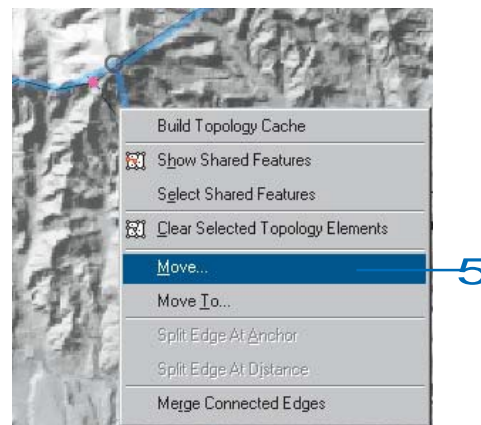 Build Topology Cache
Show Shared Features
Select Shared Features
Clear Selected Topology Elements
Move...
5
Move To...
Split Edge At Anchor
Split Edge At Distance
Merge Connected Edges